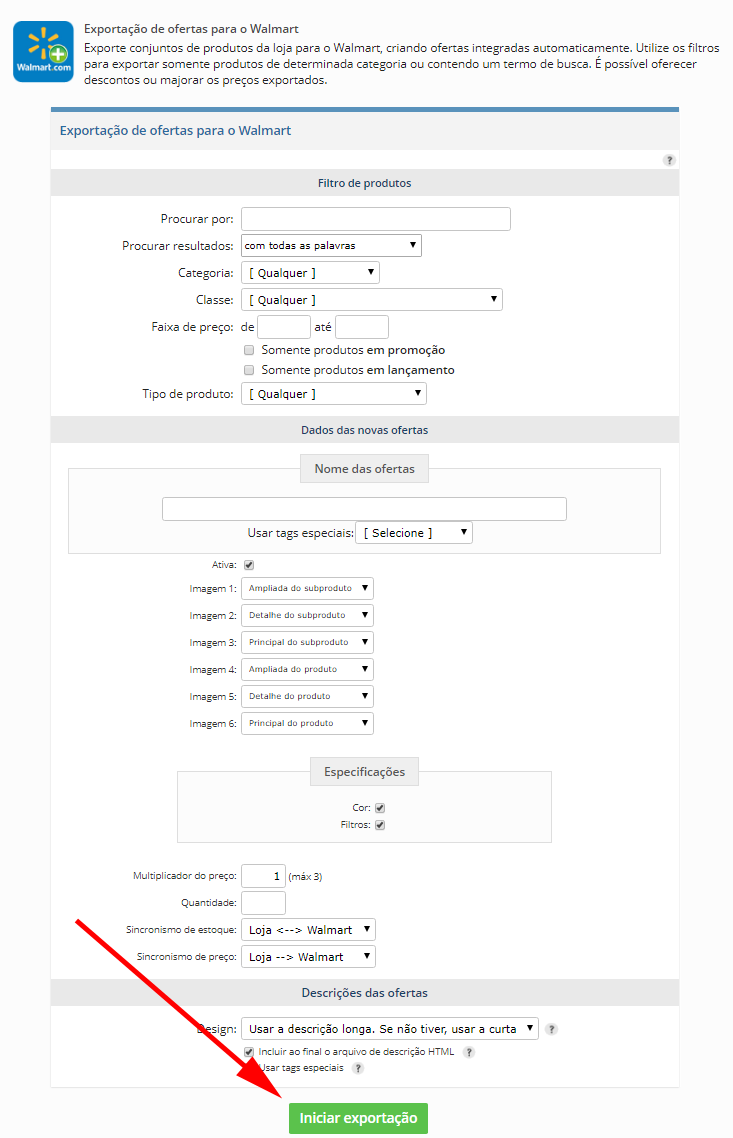 Exportação de ofertas para o Walmart
Exporte conjuntos de produtos da loja para o Walmart, criando ofertas integradas automaticamente. Utilize os filtros
para exportar somente produtos de determinada categoria ou contendo um termo de busca. É possível oferecer
descontos ou majorar os preços exportados.
Walmart.com
Exportação de ofertas para o Walmart
?
Filtro de produtos
Procurar por:
Procurar resultados: com todas as palavras
Categoria: [ Qualquer ]
Classe: [ Qualquer ]
Faixa de preço: de até
Somente produtos em promoção
Somente produtos em lançamento
Tipo de produto: [ Qualquer ]
Dados das novas ofertas
Nome das ofertas
Usar tags especiais: [ Selecione ]
Ativa:
Imagem 1: Ampliada do subproduto
Imagem 2: Detalhe do subproduto
Imagem 3: Principal do subproduto
Imagem 4: Ampliada do produto
Imagem 5: Detalhe do produto
Imagem 6: Principal do produto
Especificações
Cor:
Filtros:
Multiplicador do preço: 1 (máx 3)
Quantidade:
Sincronismo de estoque: Loja <--> Walmart
Sincronismo de preço: Loja --> Walmart
Descrições das ofertas
Design: Usar a descrição longa. Se não tiver, usar a curta ?
Incluir ao final o arquivo de descrição HTML ?
Usar tags especiais ?
Iniciar exportação